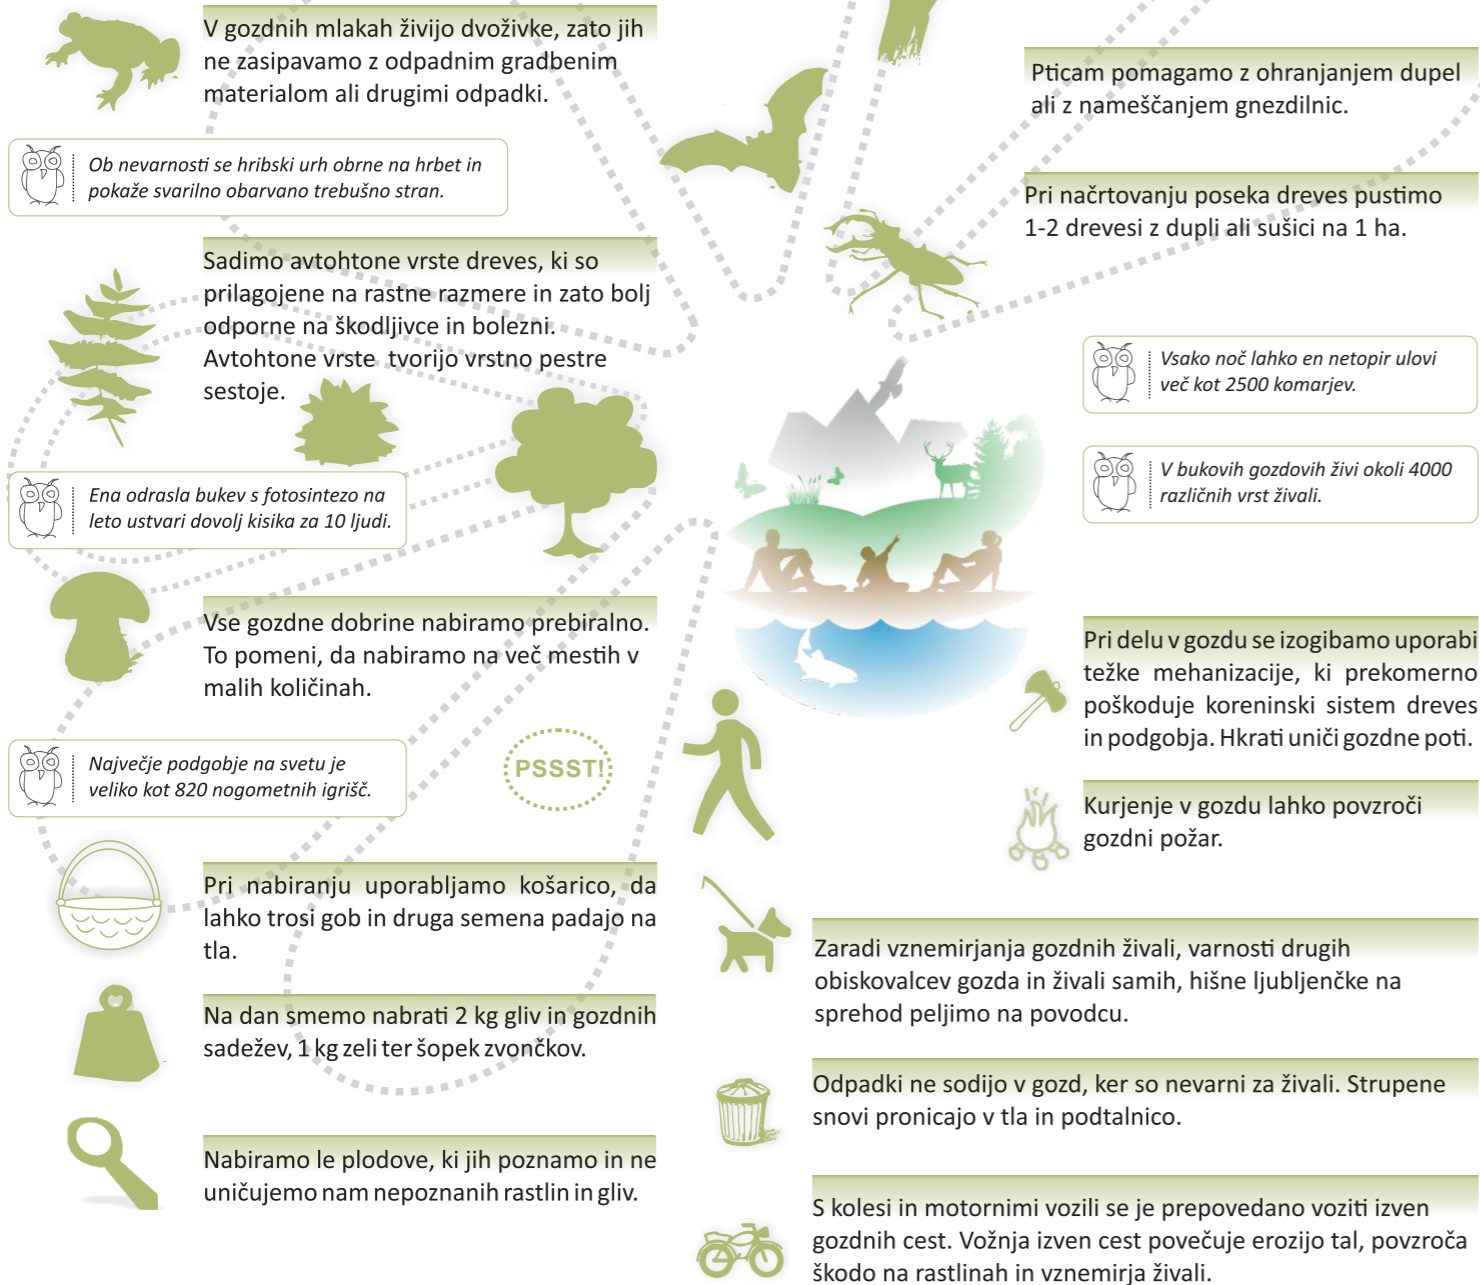 V gozdnih mlakah živijo dvoživke, zato jih
ne zasipavamo z odpadnim gradbenim
materialom ali drugimi odpadki.
Ob nevarnosti se hribski urh obrne na hrbet in
pokaže svarilno obarvano trebušno stran.
Sadimo avtohtone vrste dreves, ki so
prilagojene na rastne razmere in zato bolj
odporne na škodljivce in bolezni.
Avtohtone vrste tvorijo vrstno pestre
sestoje.
Ena odrasla bukev s fotosintezo na
leto ustvari dovolj kisika za 10 ljudi.
Vse gozdne dobrine nabiramo prebiralno.
To pomeni, da nabiramo na več mestih v
malih količinah.
Največje podgobje na svetu je
veliko kot 820 nogometnih igrišč.
PSSST!
Pri nabiranju uporabljamo košarico, da
lahko trosi gob in druga semena padajo na
tla.
Na dan smemo nabrati 2 kg gliv in gozdnih
sadežev, 1 kg zeli ter šopek zvončkov.
Nabiramo le plodove, ki jih poznamo in ne
uničujemo nam nepoznanih rastlin in gliv.
Pticam pomagamo z ohranjanjem dupel
ali z nameščanjem gnezdilnic.
Pri načrtovanju poseka dreves pustimo
1-2 drevesi z dupli ali sušici na 1 ha.
Vsako noč lahko en netopir ulovi
več kot 2500 komarjev.
V bukovih gozdovih živi okoli 4000
različnih vrst živali.
Pri delu v gozdu se izogibamo uporabi
težke mehanizacije, ki prekomerno
poškoduje koreninski sistem dreves
in podgobja. Hkrati uniči gozdne poti.
Kurjenje v gozdu lahko povzroči
gozdni požar.
Zaradi vznemirjanja gozdnih živali, varnosti drugih
obiskovalcev gozda in živali samih, hišne ljubljenčke na
sprehod peljimo na povodcu.
Odpadki ne sodijo v gozd, ker so nevarni za živali. Strupene
snovi pronicajo v tla in podtalnico.
S kolesi in motornimi vozili se je prepovedano voziti izven
gozdnih cest. Vožnja izven cest povečuje erozijo tal, povzroča
škodo na rastlinah in vznemirja živali.